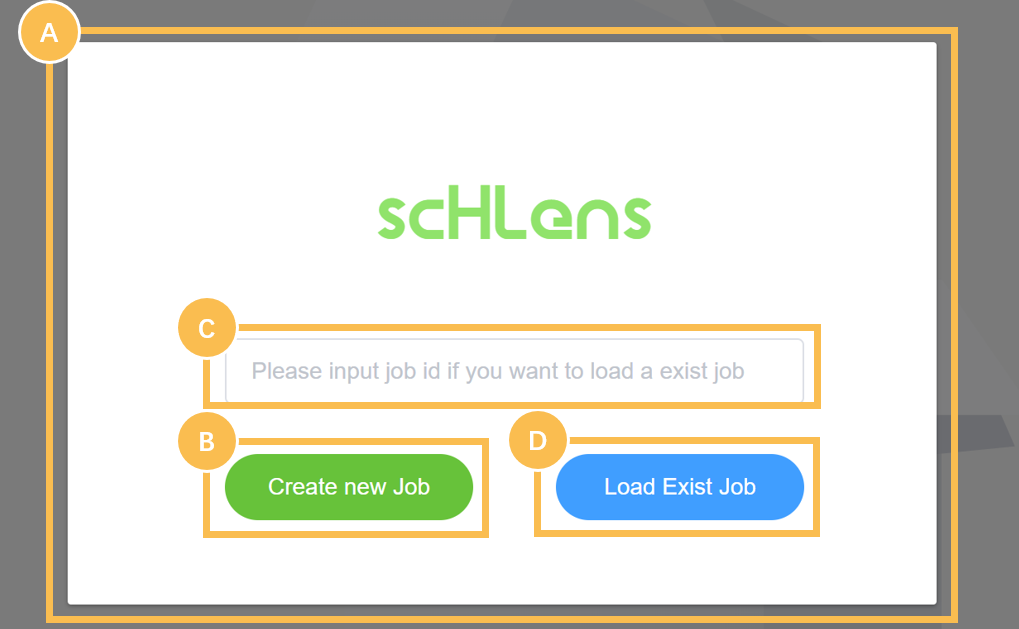 A
scHLens
C
Please input job id if you want to load a exist job
B
D
Create new Job
Load Exist Job